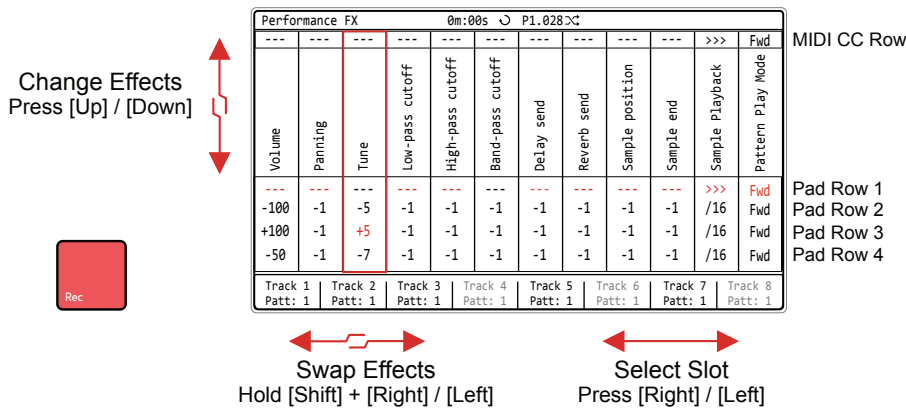 Performance FX 0m:00s P1.028
--- --- --- --- --- --- --- --- --- --- >>> Fwd MIDI CC Row
Change Effects
Press [Up] / [Down]
Volume
Panning
Tune
Low-pass cutoff
High-pass cutoff
Band-pass cutoff
Delay send
Reverb send
Sample position
Sample end
Sample Playback
Pattern Play Mode
--- --- --- --- --- --- --- --- --- --- >>> Fwd Pad Row 1
-100 -1 -5 -1 -1 -1 -1 -1 -1 -1 /16 Fwd Pad Row 2
+100 -1 +5 -1 -1 -1 -1 -1 -1 -1 /16 Fwd Pad Row 3
-50 -1 -7 -1 -1 -1 -1 -1 -1 -1 /16 Fwd Pad Row 4
Rec
Track 1 Track 2 Track 3 Track 4 Track 5 Track 6 Track 7 Track 8
Patt: 1 Patt: 1 Patt: 1 Patt: 1 Patt: 1 Patt: 1 Patt: 1 Patt: 1
Swap Effects
Hold [Shift] + [Right] / [Left]
Select Slot
Press [Right] / [Left]